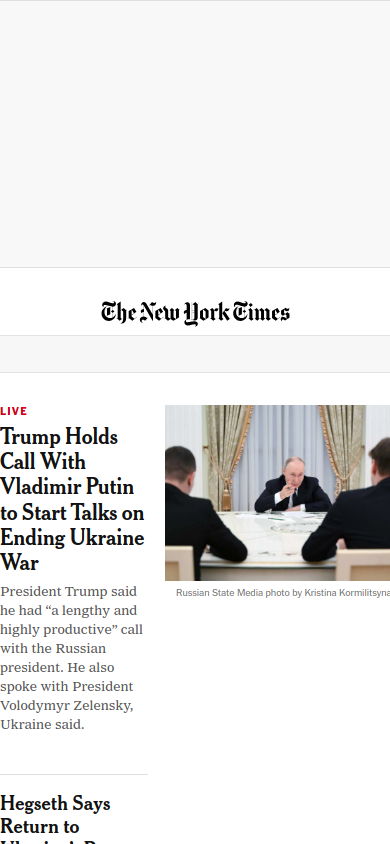 The New York Times
LIVE
Trump Holds
Call With
Vladimir Putin
to Start Talks on
Ending Ukraine
War
President Trump said
he had “a lengthy and
highly productive” call
with the Russian
president. He also
spoke with President
Volodymyr Zelensky,
Ukraine said.
Russian State Media photo by Kristina Kormilitsyna
Hegseth Says
Return to